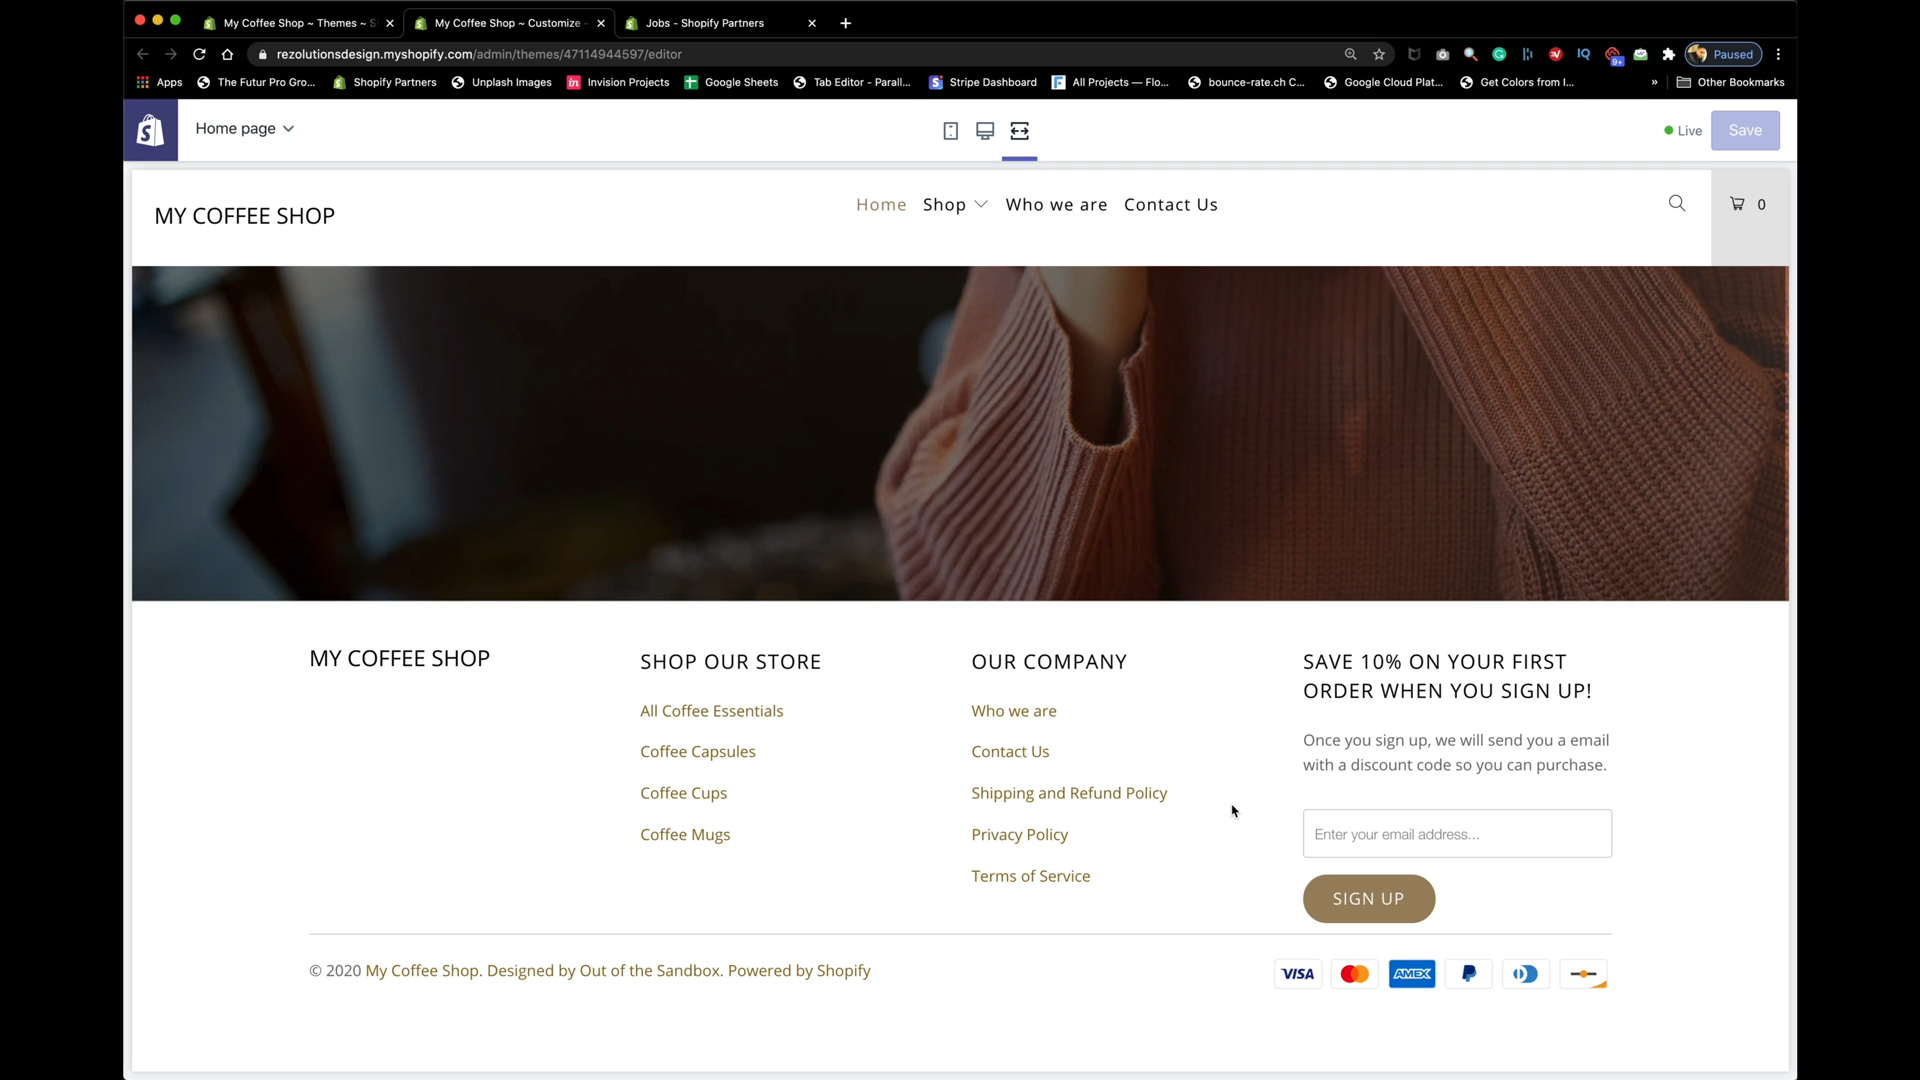 My Coffee Shop ~ Themes ~ S
My Coffee Shop ~ Customize
Jobs - Shopify Partners
rezolutionsdesign.myshopify.com/admin/themes/47114944597/editor
9+
Paused
Apps
The Futur Pro Gro...
Shopify Partners
Unplash Images
in
Invision Projects
Google Sheets
Tab Editor - Parall...
S
Stripe Dashboard
F
All Projects — Flo...
bounce-rate.ch C...
Google Cloud Plat...
Get Colors from I...
»
Other Bookmarks
Home page
Live
Save
MY COFFEE SHOP
Home
Shop
Who we are
Contact Us
0
MY COFFEE SHOP
SHOP OUR STORE
All Coffee Essentials
Coffee Capsules
Coffee Cups
Coffee Mugs
OUR COMPANY
Who we are
Contact Us
Shipping and Refund Policy
Privacy Policy
Terms of Service
SAVE 10% ON YOUR FIRST
ORDER WHEN YOU SIGN UP!
Once you sign up, we will send you a email
with a discount code so you can purchase.
Enter your email address...
SIGN UP
© 2020 My Coffee Shop. Designed by Out of the Sandbox. Powered by Shopify
VISA
AMEX